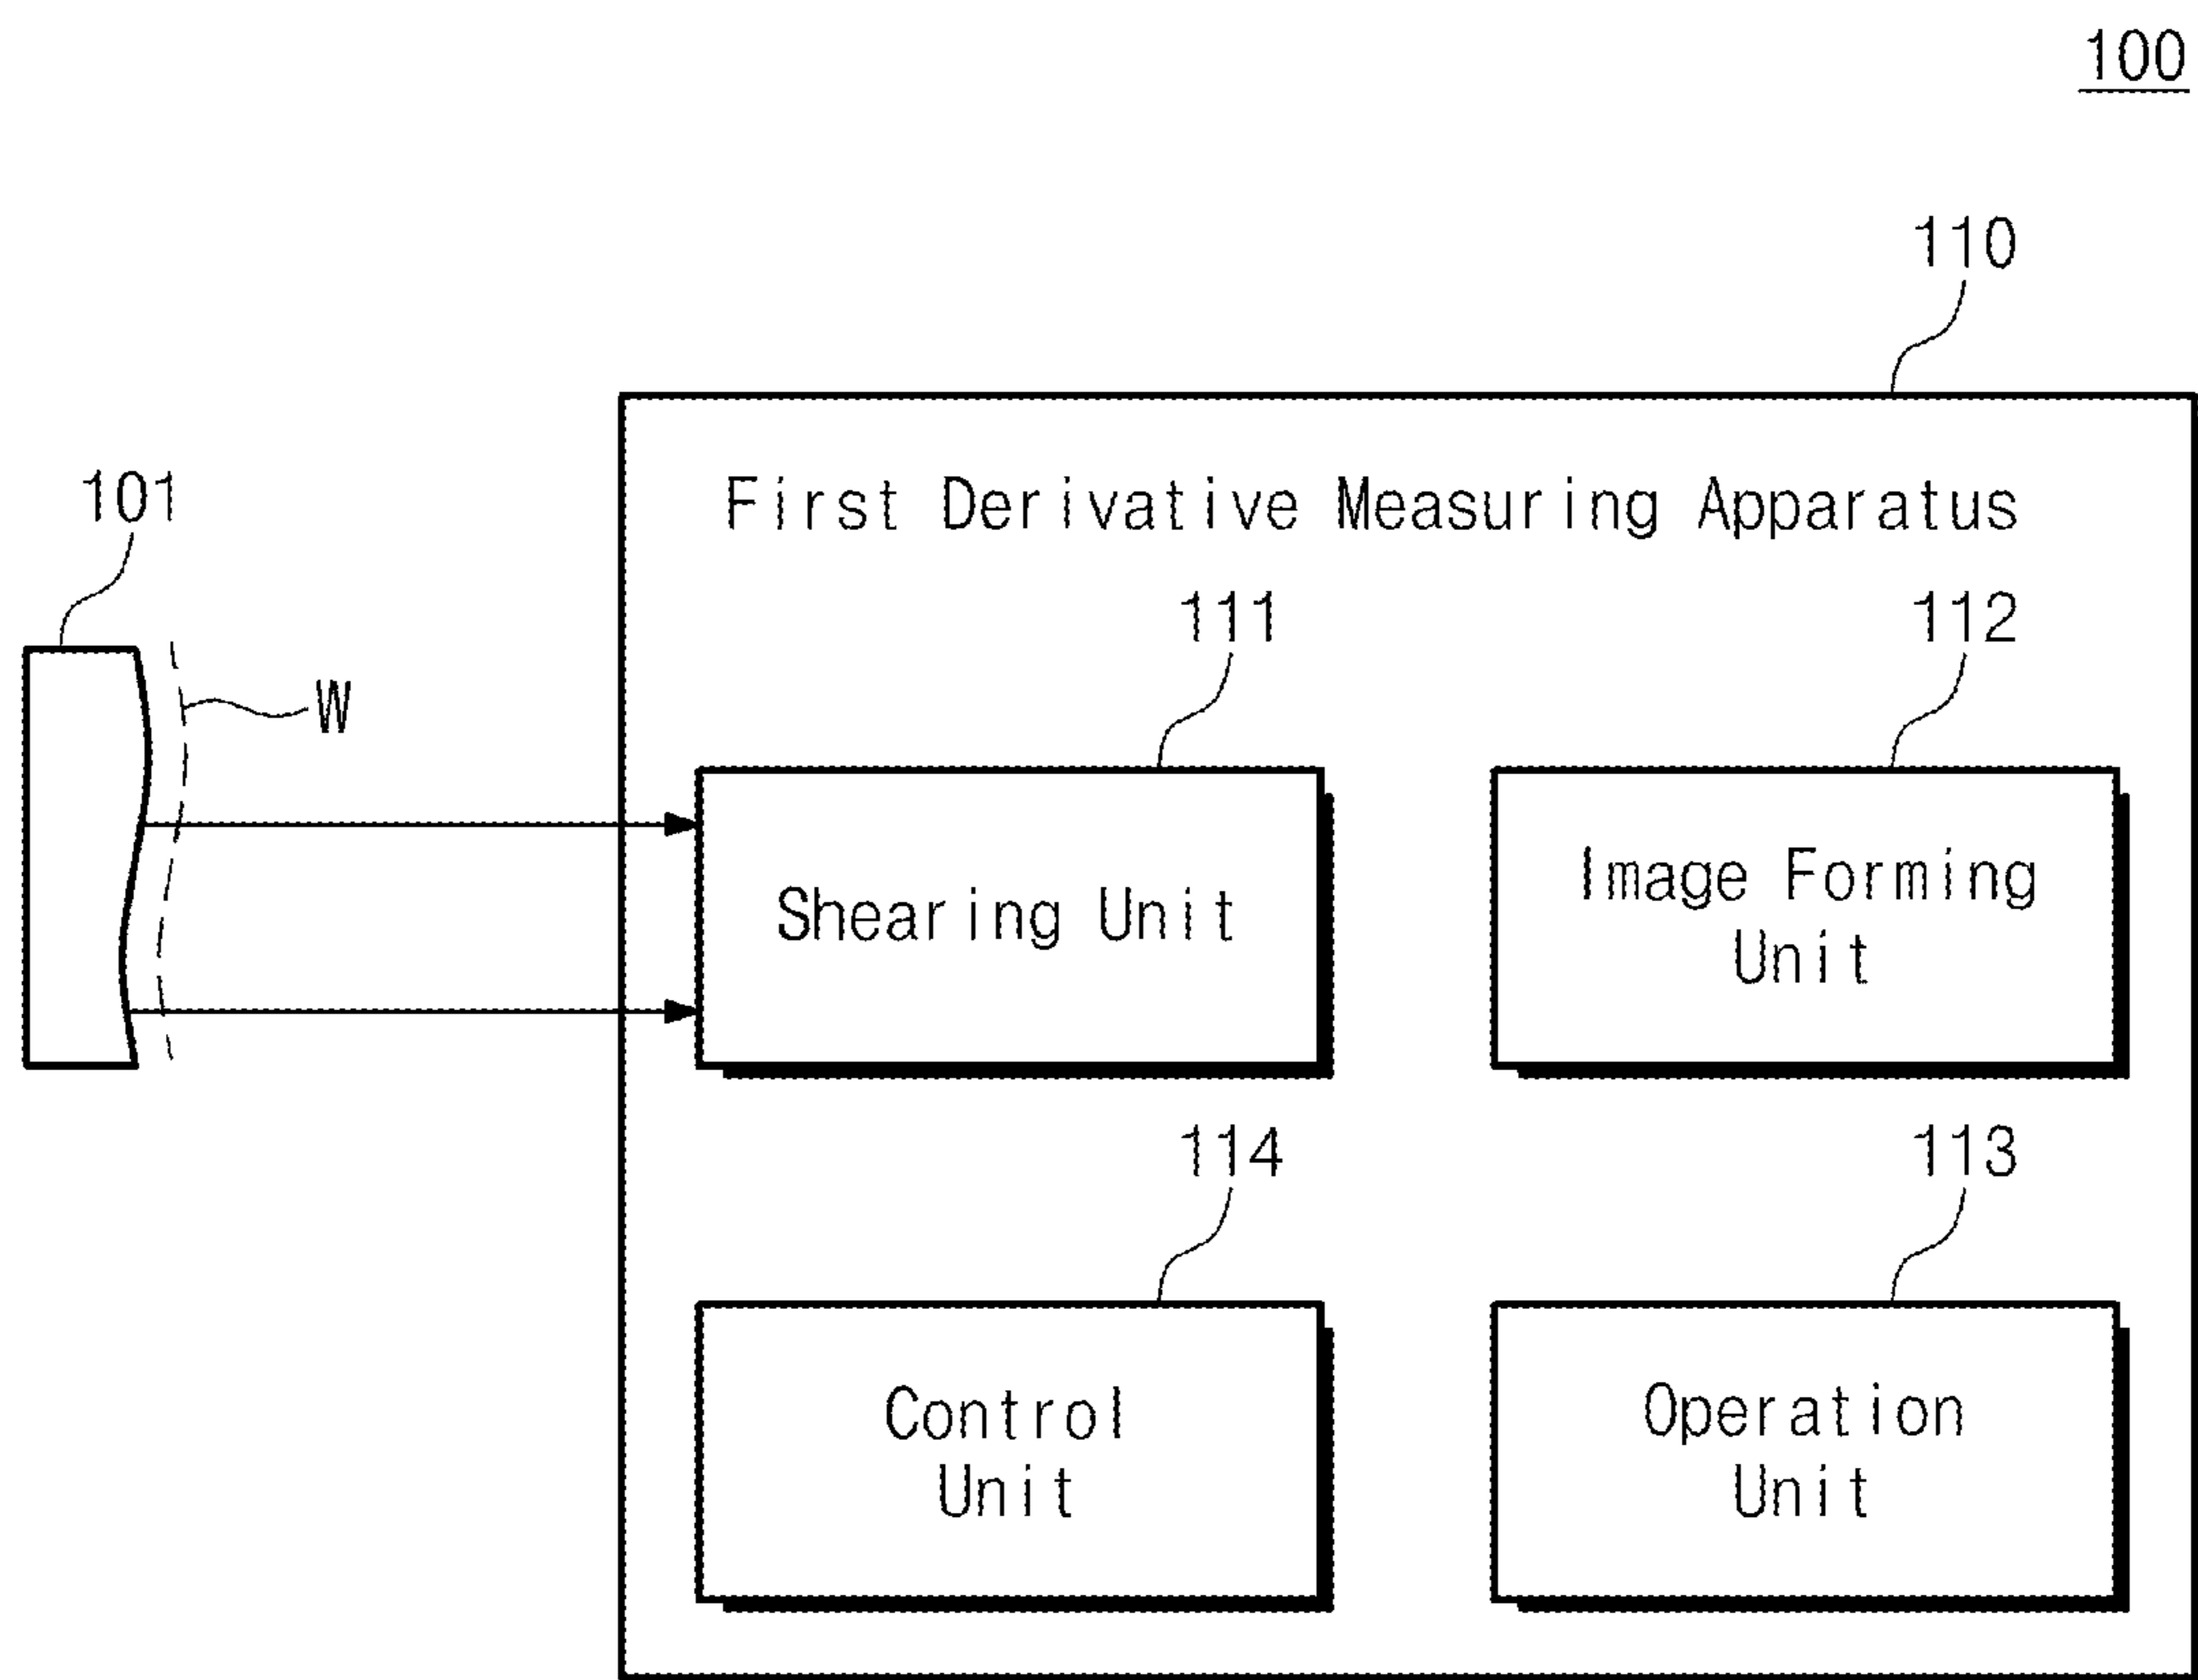 100
110
101
First Derivative Measuring Apparatus
111
112
W
Shearing Unit
Image Forming
Unit
114
113
Control
Unit
Operation
Unit